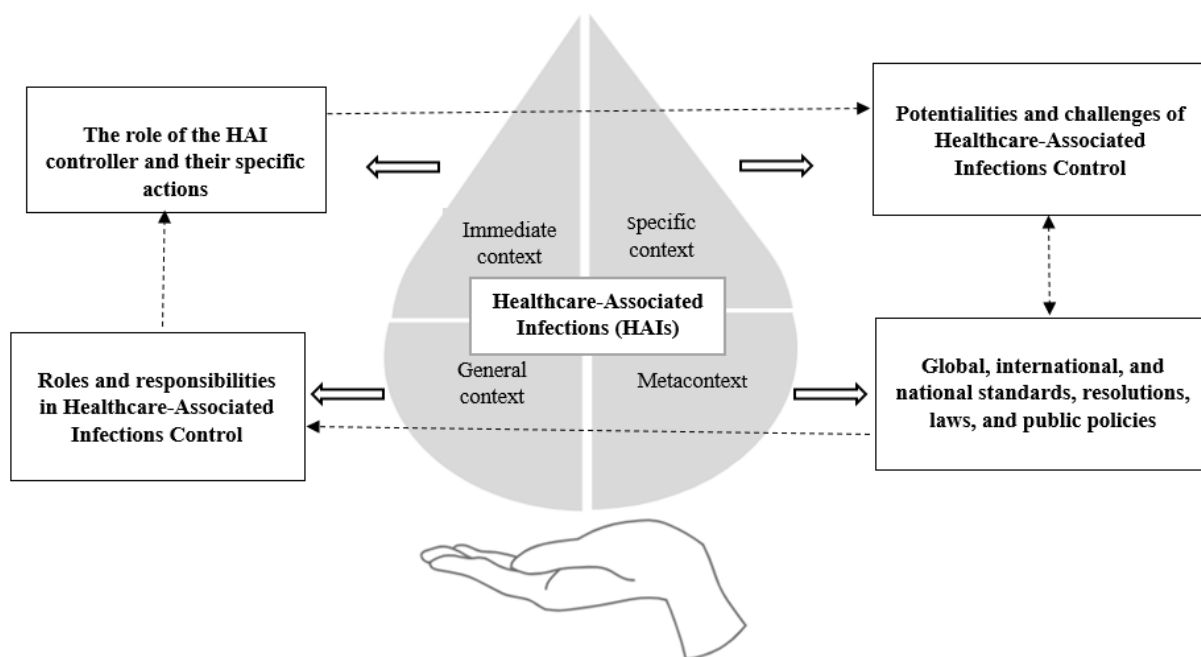 The role of the HAI
controller and their specific
actions
Potentialities and challenges of
Healthcare-Associated
Infections Control
Immediate
context
specific
context
Healthcare-Associated
Infections (HAIs)
General
context
Metacontext
Roles and responsibilities
in Healthcare-Associated
Infections Control
Global, international, and
national standards, resolutions,
laws, and public policies